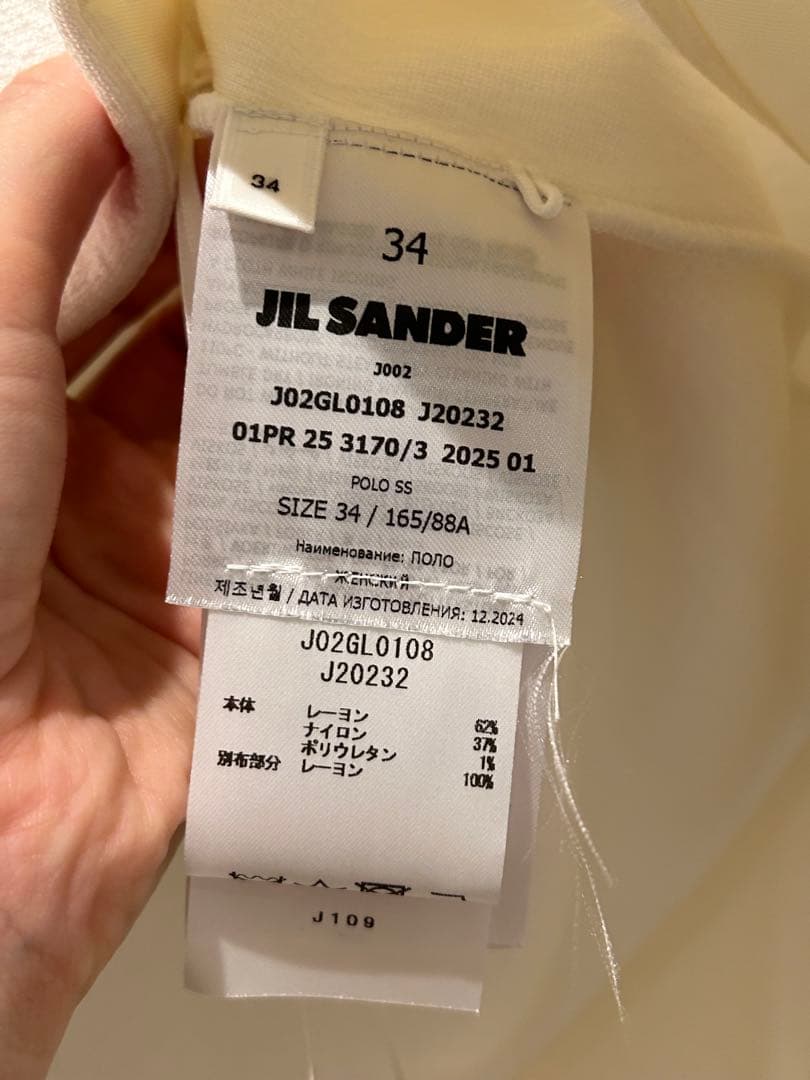 34
34
JIL SANDER
J002
J02GL0108 J20232
01PR 25 3170/3 2025 01
POLO SS
SIZE 34 / 165/88A
Наименование: ПОЛО
ЖЕНСКИЙ
제조년월 / ДАТА ИЗГОТОВЛЕНИЯ: 12.2024
J02GL0108
J20232
本体 レーヨン 62%
ナイロン 37%
ポリウレタン 1%
別布部分 レーヨン 100%
J109